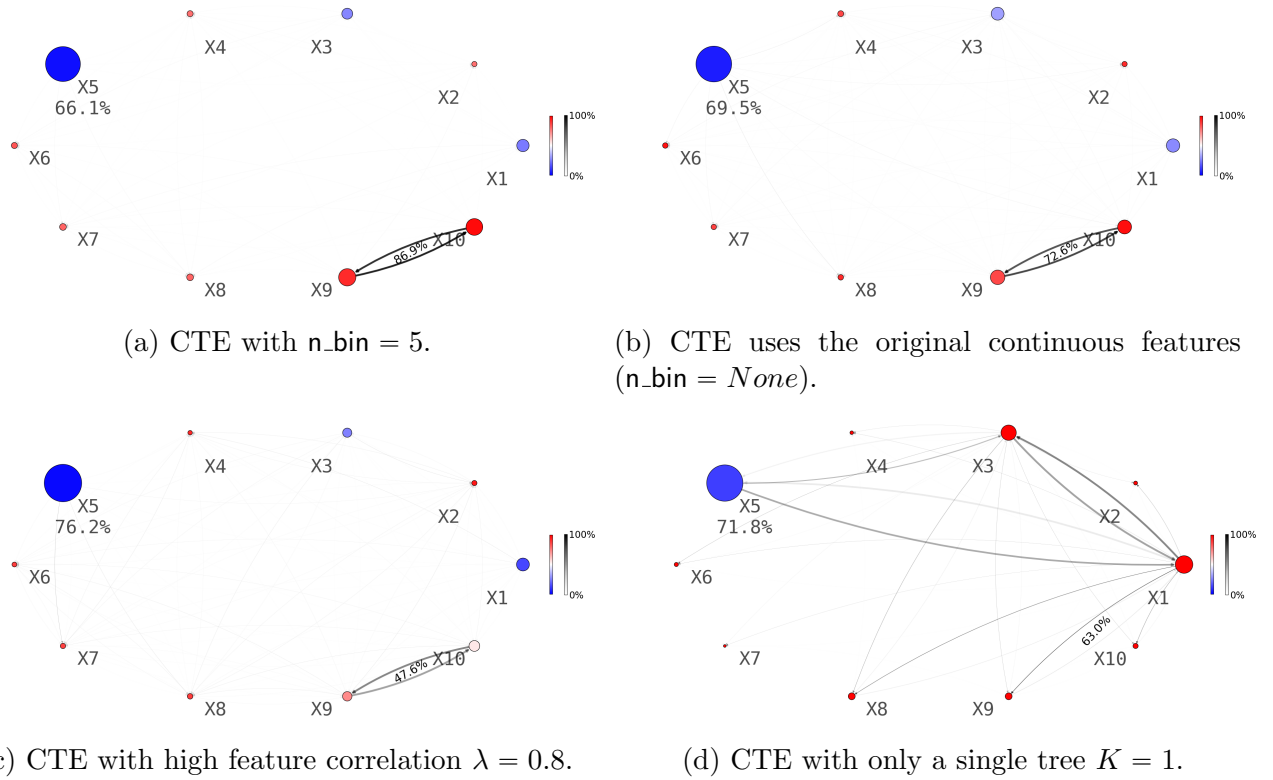 X4
X3
X5
66.1%
X2
100%
0%
X6
X1
X7
X10
86.9%
X8
X9
(a) CTE with n_bin = 5.
X4
X3
X5
69.5%
X2
100%
0%
X6
X1
X7
X10
72.6%
X8
X9
(b) CTE uses the original continuous features
(n_bin = None).
X4
X3
X5
76.2%
X2
100%
0%
X6
X1
X7
X10
47.6%
X8
X9
c) CTE with high feature correlation λ = 0.8.
X4
X3
X5
71.8%
X2
100%
0%
X6
X1
63.0%
X7
X10
X8
X9
(d) CTE with only a single tree K = 1.